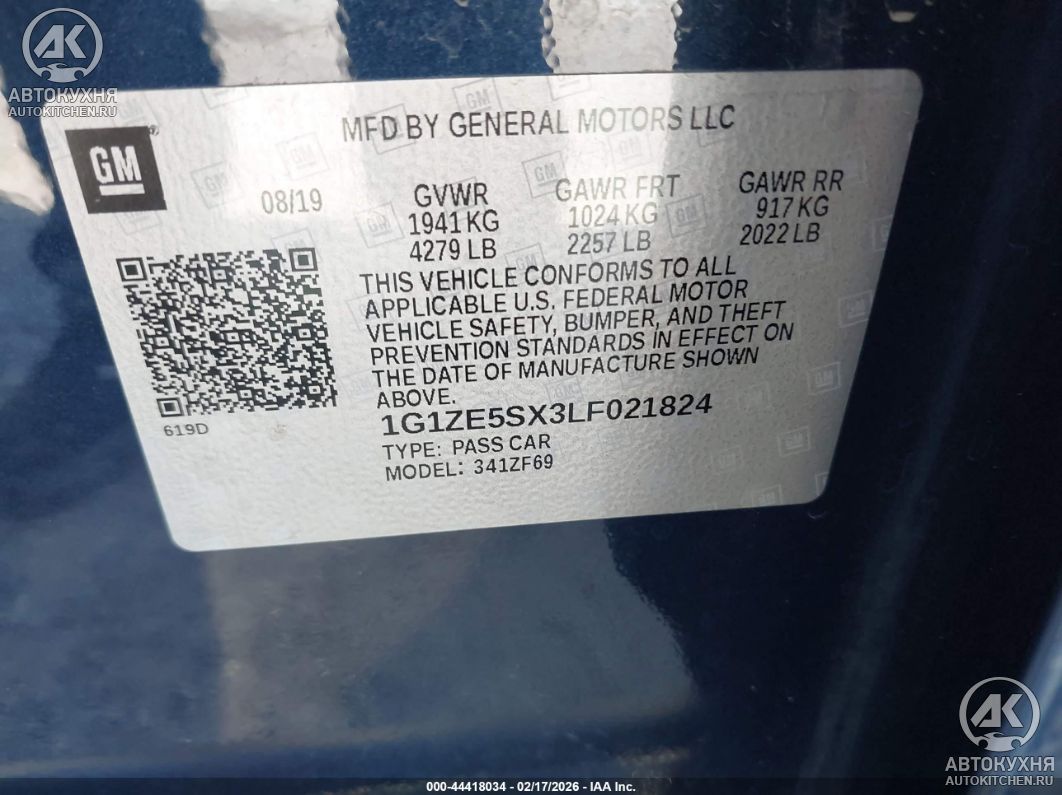 АВТОКУХНЯ
AUTOKITCHEN.RU
MFD BY GENERAL MOTORS LLC
GM
08/19
GVWR GAWR FRT GAWR RR
1941 KG 1024 KG 917 KG
4279 LB 2257 LB 2022 LB
THIS VEHICLE CONFORMS TO ALL
APPLICABLE U.S. FEDERAL MOTOR
VEHICLE SAFETY, BUMPER, AND THEFT
PREVENTION STANDARDS IN EFFECT ON
THE DATE OF MANUFACTURE SHOWN
ABOVE.
1G1ZE5SX3LF021824
619D
TYPE: PASS CAR
MODEL: 341ZF69
АВТОКУХНЯ
AUTOKITCHEN.RU
000-44418034 - 02/17/2026 - IAA Inc.